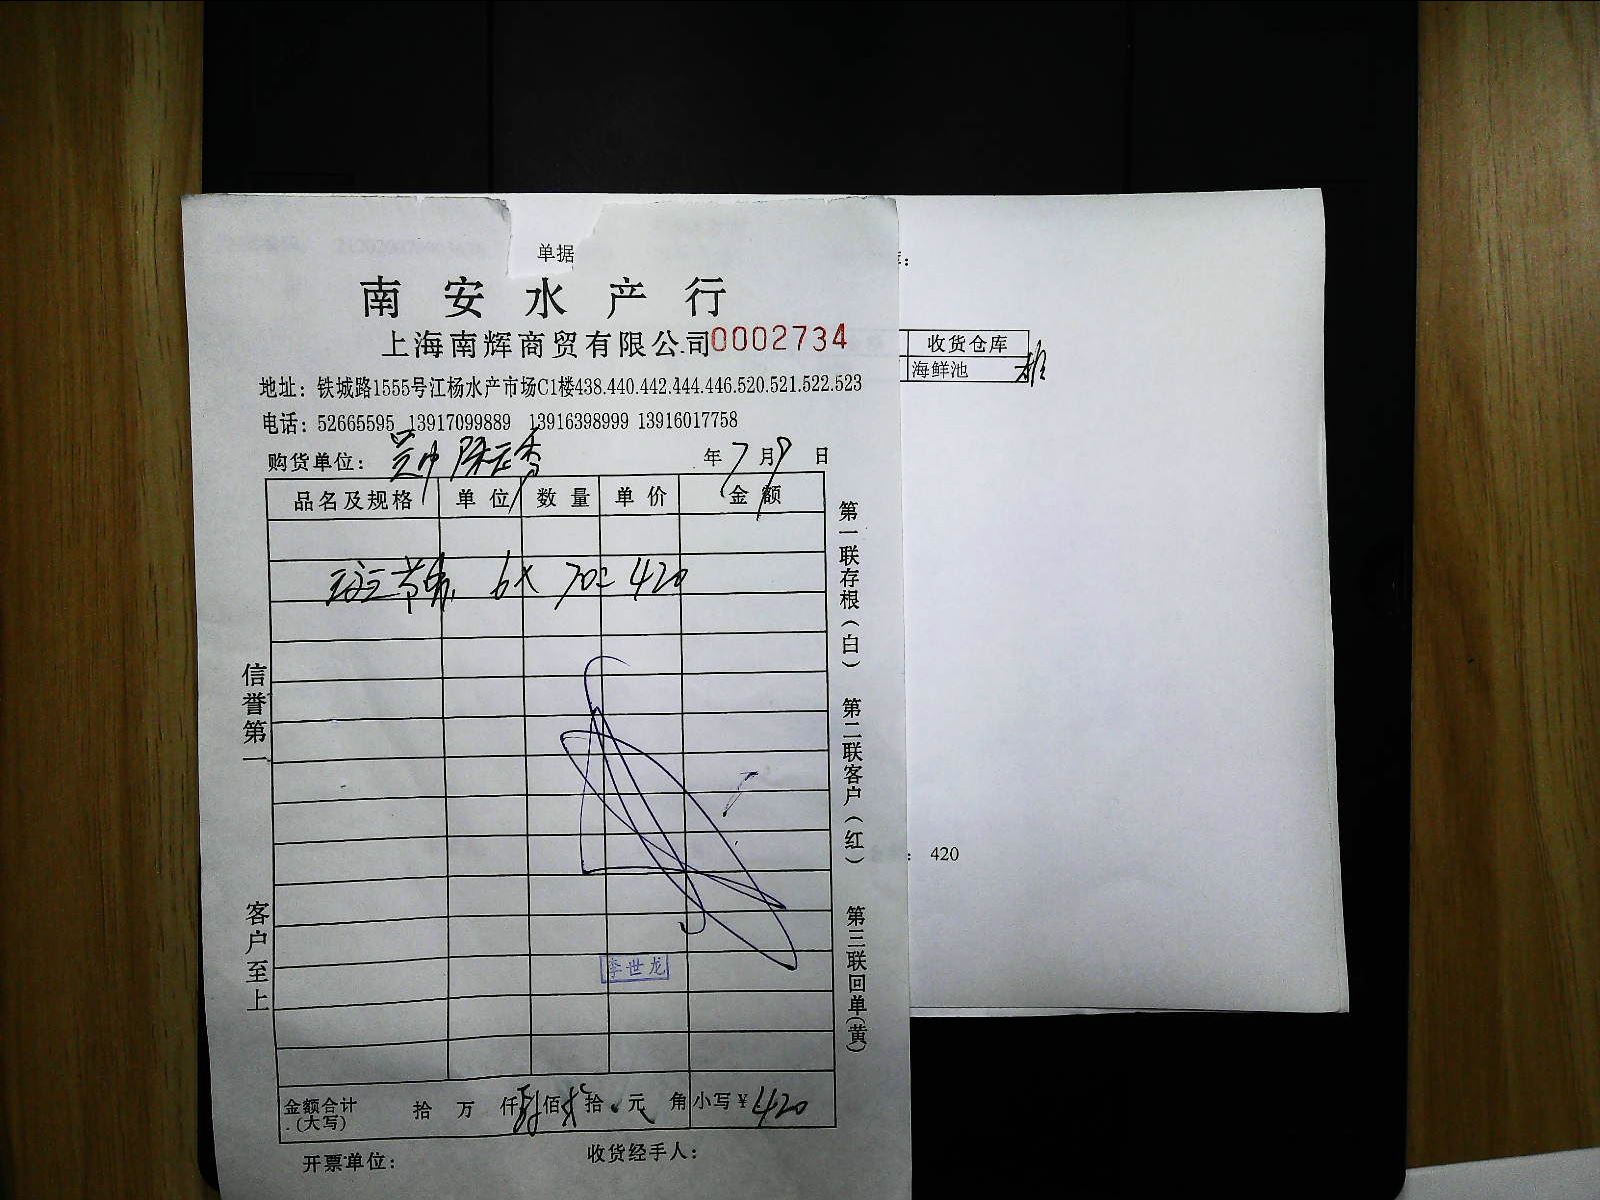 单据
南安水产行
上海南辉商贸有限公司0002734
地址：铁城路1555号江杨水产市场C1楼438.440.442.444.446.520.521.522.523
电话：52665595 13917099889 13916398999 13916017758
购货单位：
年7月9日
品名及规格 单位 数量 单价 金额
斑节虾 6× 70= 420
信誉第一
客户至上
李世龙
第一联存根（白）
第二联客户（红）
第三联回单（黄）
金额合计（大写） 拾 万 仟 肆佰 贰拾 元 角 小写¥420
开票单位：
收货经手人：
收货仓库
海鲜池
：420